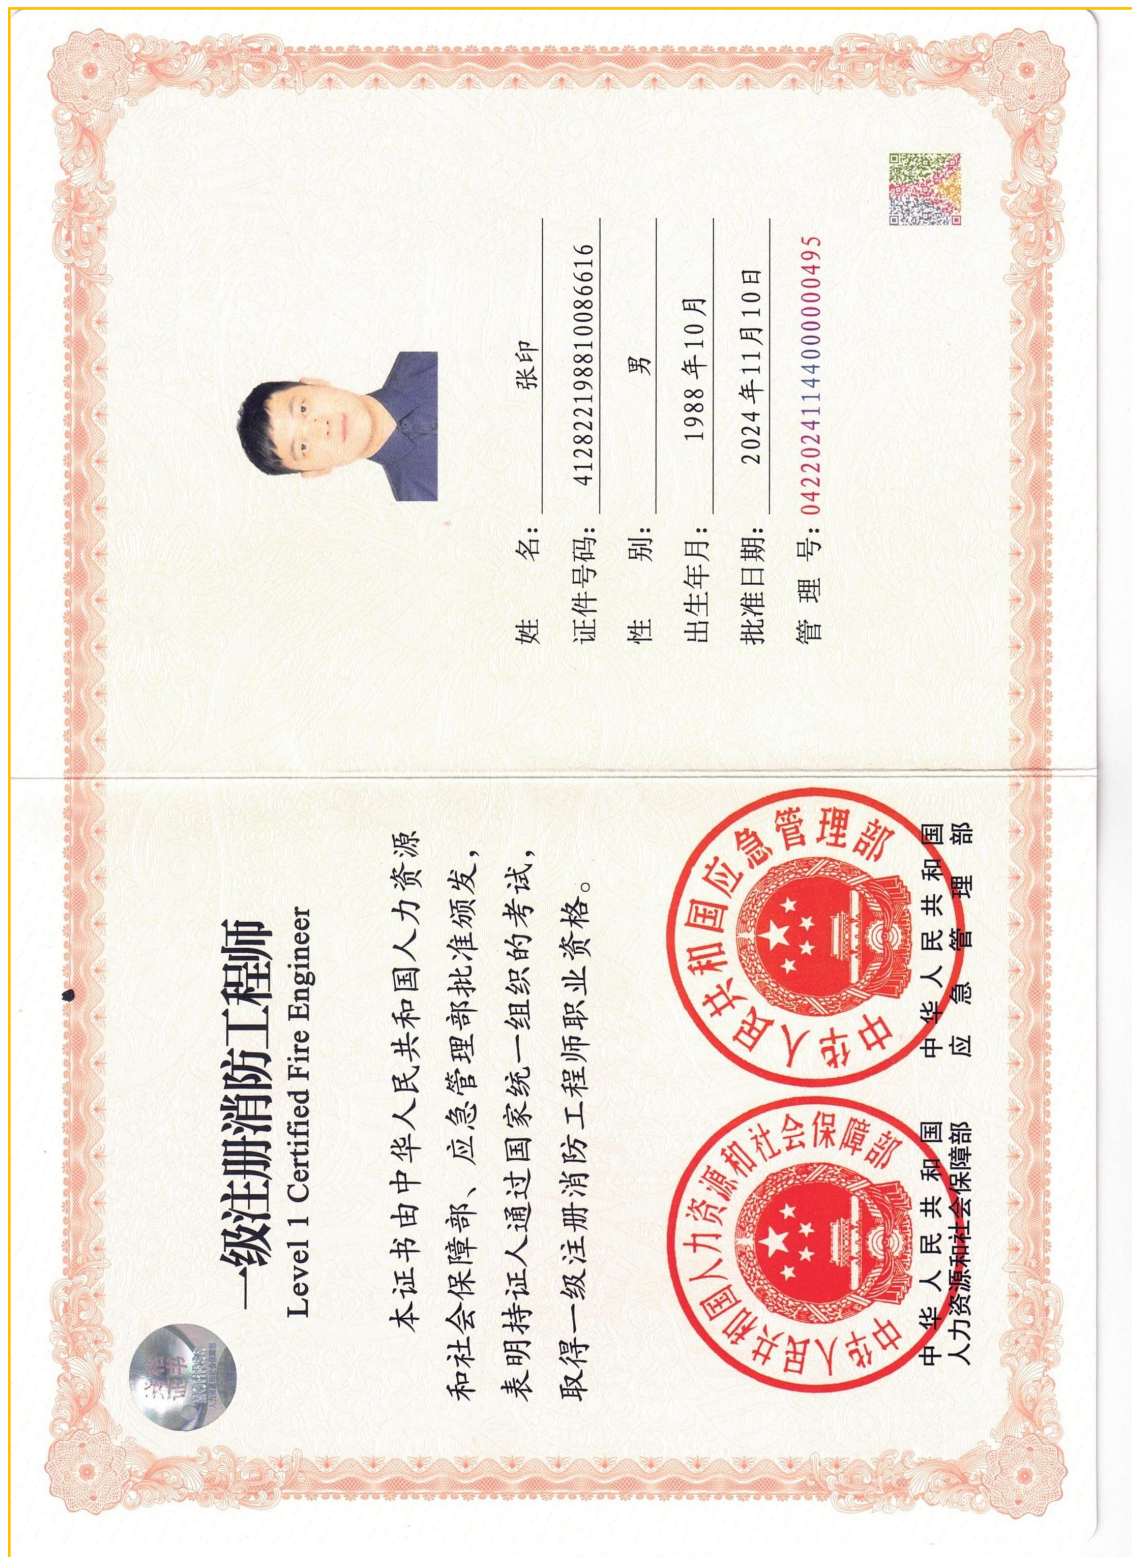 一级注册消防工程师
Level 1 Certified Fire Engineer
本证书由中华人民共和国人力资源
和社会保障部、应急管理部批准颁发，
表明持证人通过国家统一组织的考试，
取得一级注册消防工程师职业资格。
中华人民共和国人力资源和社会保障部
中华人民共和国
人力资源和社会保障部
中华人民共和国应急管理部
中华人民共和国
应急管理部
姓名：张印
证件号码：412822198810086616
性别：男
出生年月：1988年10月
批准日期：2024年11月10日
管理号：04220241144000000495